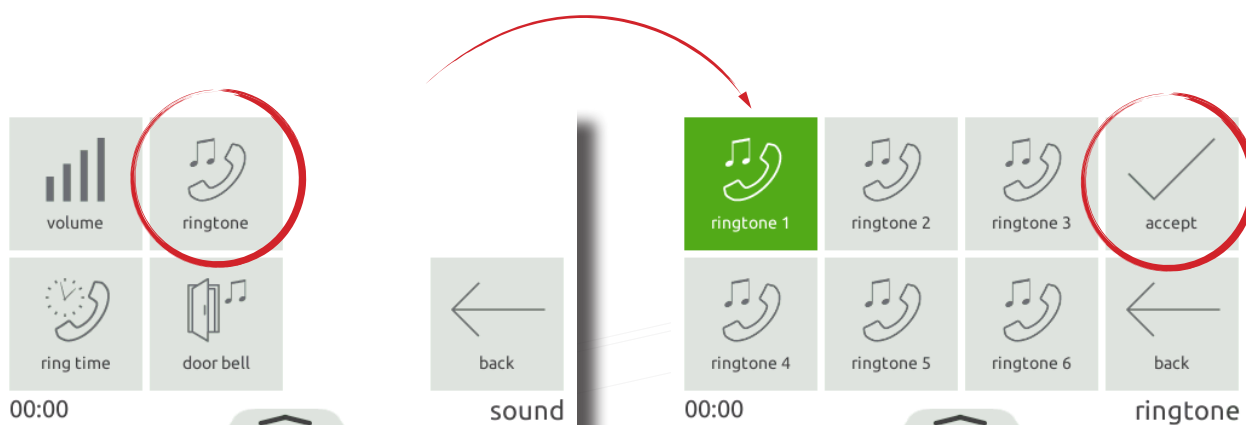 volume
ringtone
ring time
door bell
back
00:00
sound
ringtone 1
ringtone 2
ringtone 3
accept
ringtone 4
ringtone 5
ringtone 6
back
00:00
ringtone